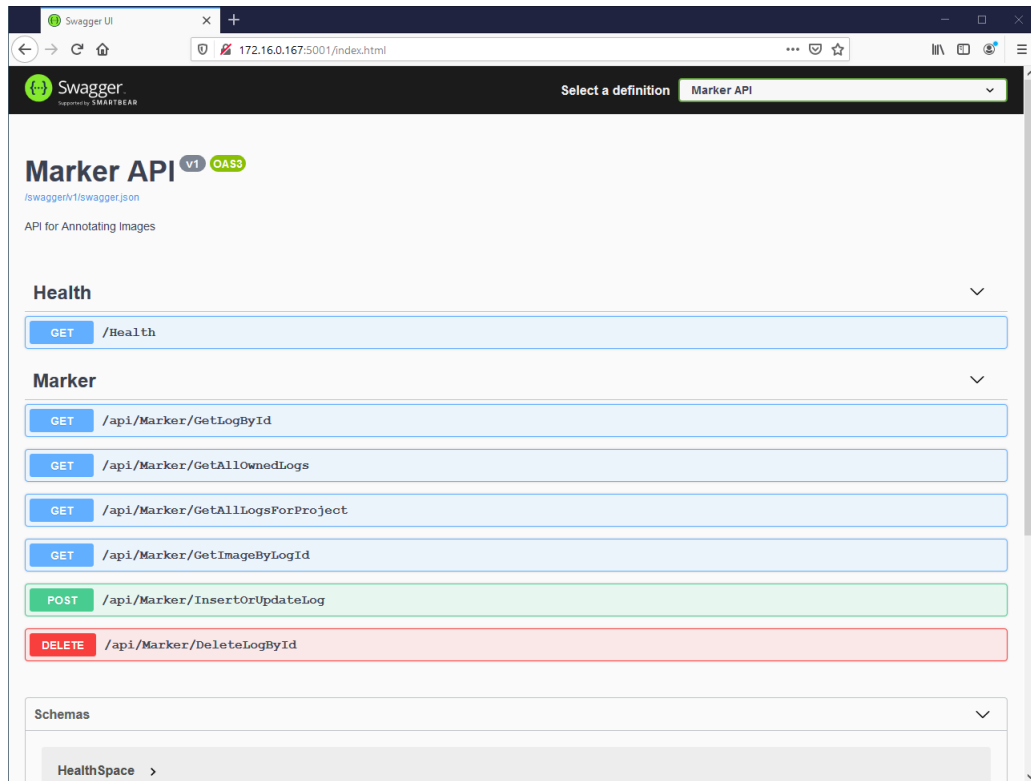 Swagger UI
172.16.0.167:5001/index.html
Swagger
Supported by SMARTBEAR
Select a definition
Marker API
Marker API v1 OAS3
/swagger/v1/swagger.json
API for Annotating Images
Health
GET /Health
Marker
GET /api/Marker/GetLogById
GET /api/Marker/GetAllOwnedLogs
GET /api/Marker/GetAllLogsForProject
GET /api/Marker/GetImageByLogId
POST /api/Marker/InsertOrUpdateLog
DELETE /api/Marker/DeleteLogById
Schemas
HealthSpace